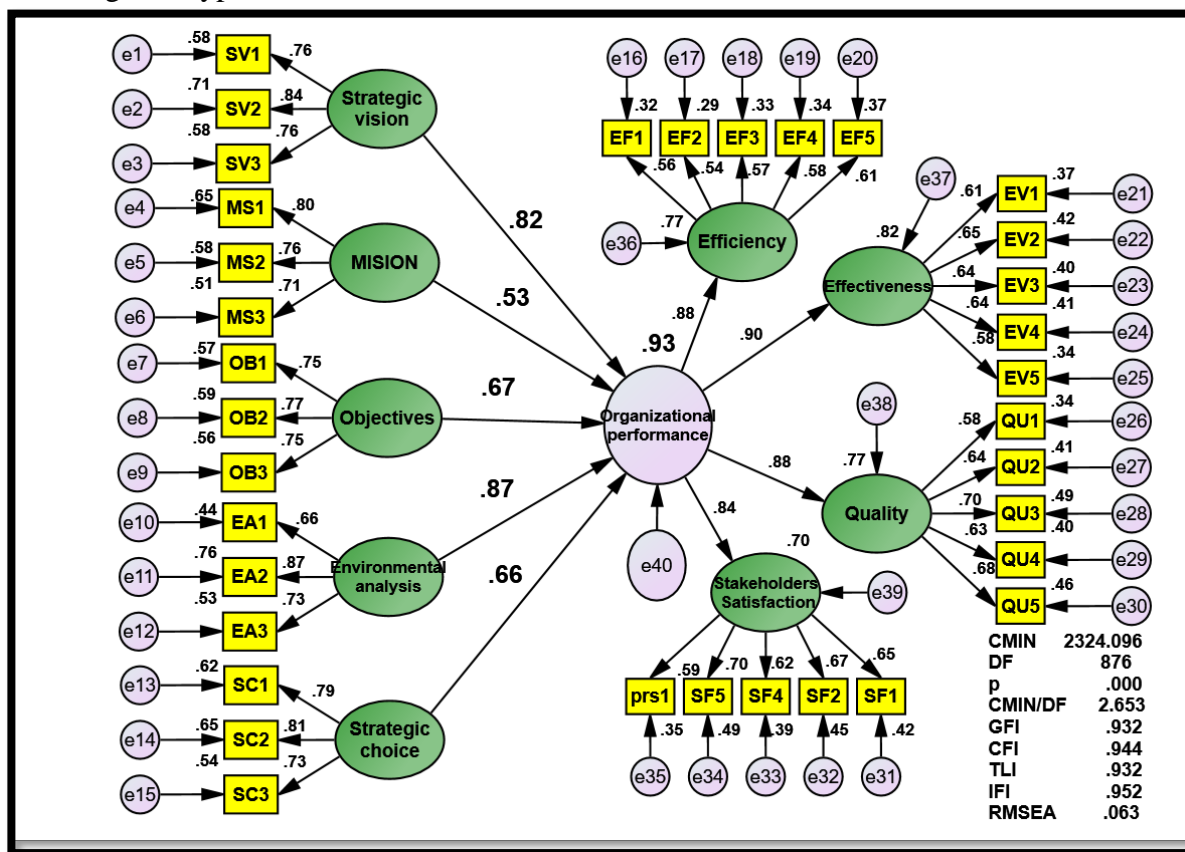 e1
.58
SV1
.76
e2
.71
SV2
.84
e3
.58
SV3
.76
Strategic
vision
e4
.65
MS1
.80
e5
.58
MS2
.76
e6
.51
MS3
.71
MISION
e7
.57
OB1
.75
e8
.59
OB2
.77
e9
.56
OB3
.75
Objectives
e10
.44
EA1
.66
e11
.76
EA2
.87
e12
.53
EA3
.73
Environmental
analysis
e13
.62
SC1
.79
e14
.65
SC2
.81
e15
.54
SC3
.73
Strategic
choice
.82
.53
.67
.87
.66
.93
Organizational
performance
e40
e16
e17
e18
e19
e20
.32
.29
.33
.34
.37
EF1
EF2
EF3
EF4
EF5
.56
.54
.57
.58
.61
e36
.77
Efficiency
.88
.90
.88
.84
e37
.82
Effectiveness
.61
EV1
.37
e21
.65
EV2
.42
e22
.64
EV3
.40
e23
.64
EV4
.41
e24
.58
EV5
.34
e25
e38
.77
Quality
.58
QU1
.34
e26
.64
QU2
.41
e27
.70
QU3
.49
e28
.63
QU4
.40
e29
.68
QU5
.46
e30
.70
Stakeholders
Satisfaction
e39
.59
.70
.62
.67
.65
prs1
SF5
SF4
SF2
SF1
.35
.49
.39
.45
.42
e35
e34
e33
e32
e31
CMIN 2324.096
DF 876
p .000
CMIN/DF 2.653
GFI .932
CFI .944
TLI .932
IFI .952
RMSEA .063